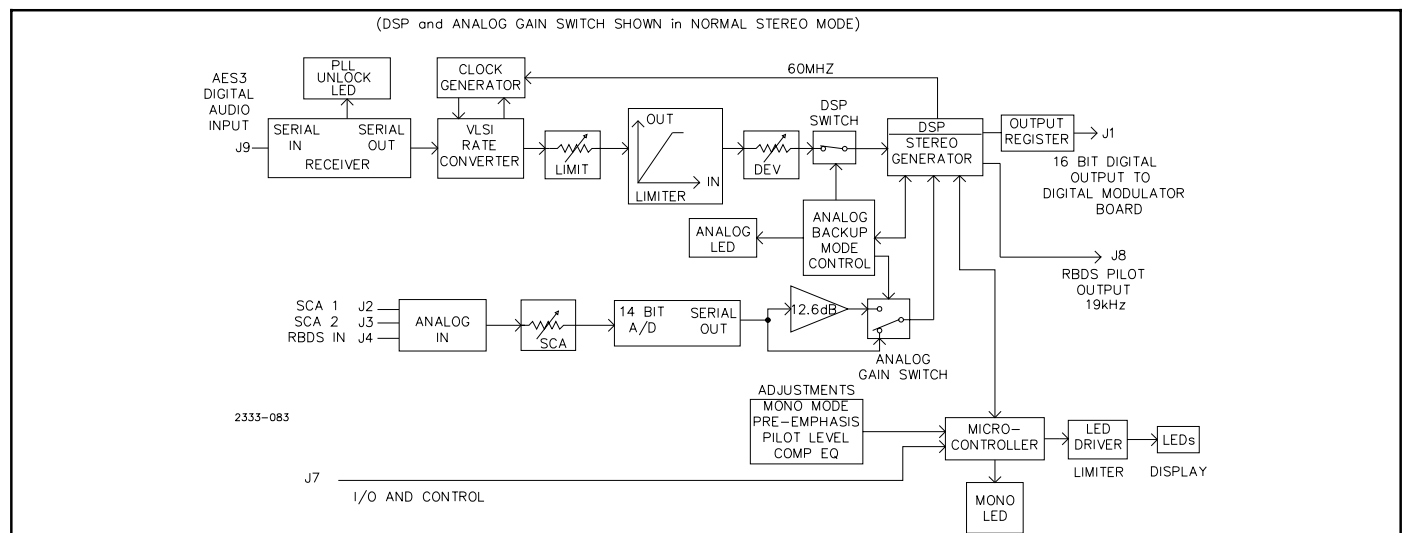 (DSP and ANALOG GAIN SWITCH SHOWN in NORMAL STEREO MODE)
AES3
DIGITAL
AUDIO
INPUT
J9
PLL
UNLOCK
LED
SERIAL
IN
SERIAL
OUT
RECEIVER
CLOCK
GENERATOR
60MHZ
VLSI
RATE
CONVERTER
LIMIT
OUT
IN
LIMITER
DEV
DSP
SWITCH
DSP
STEREO
GENERATOR
OUTPUT
REGISTER
J1
16 BIT DIGITAL
OUTPUT TO
DIGITAL MODULATOR
BOARD
ANALOG
LED
ANALOG
BACKUP
MODE
CONTROL
J8
RBDS PILOT
OUTPUT
19kHz
SCA 1 J2
SCA 2 J3
RBDS IN J4
ANALOG
IN
SCA
14 BIT
A/D
SERIAL
OUT
12.6dB
ANALOG
GAIN SWITCH
2333-083
ADJUSTMENTS
MONO MODE
PRE-EMPHASIS
PILOT LEVEL
COMP EQ
MICRO-
CONTROLLER
LED
DRIVER
LEDs
LIMITER
DISPLAY
J7
I/O AND CONTROL
MONO
LED